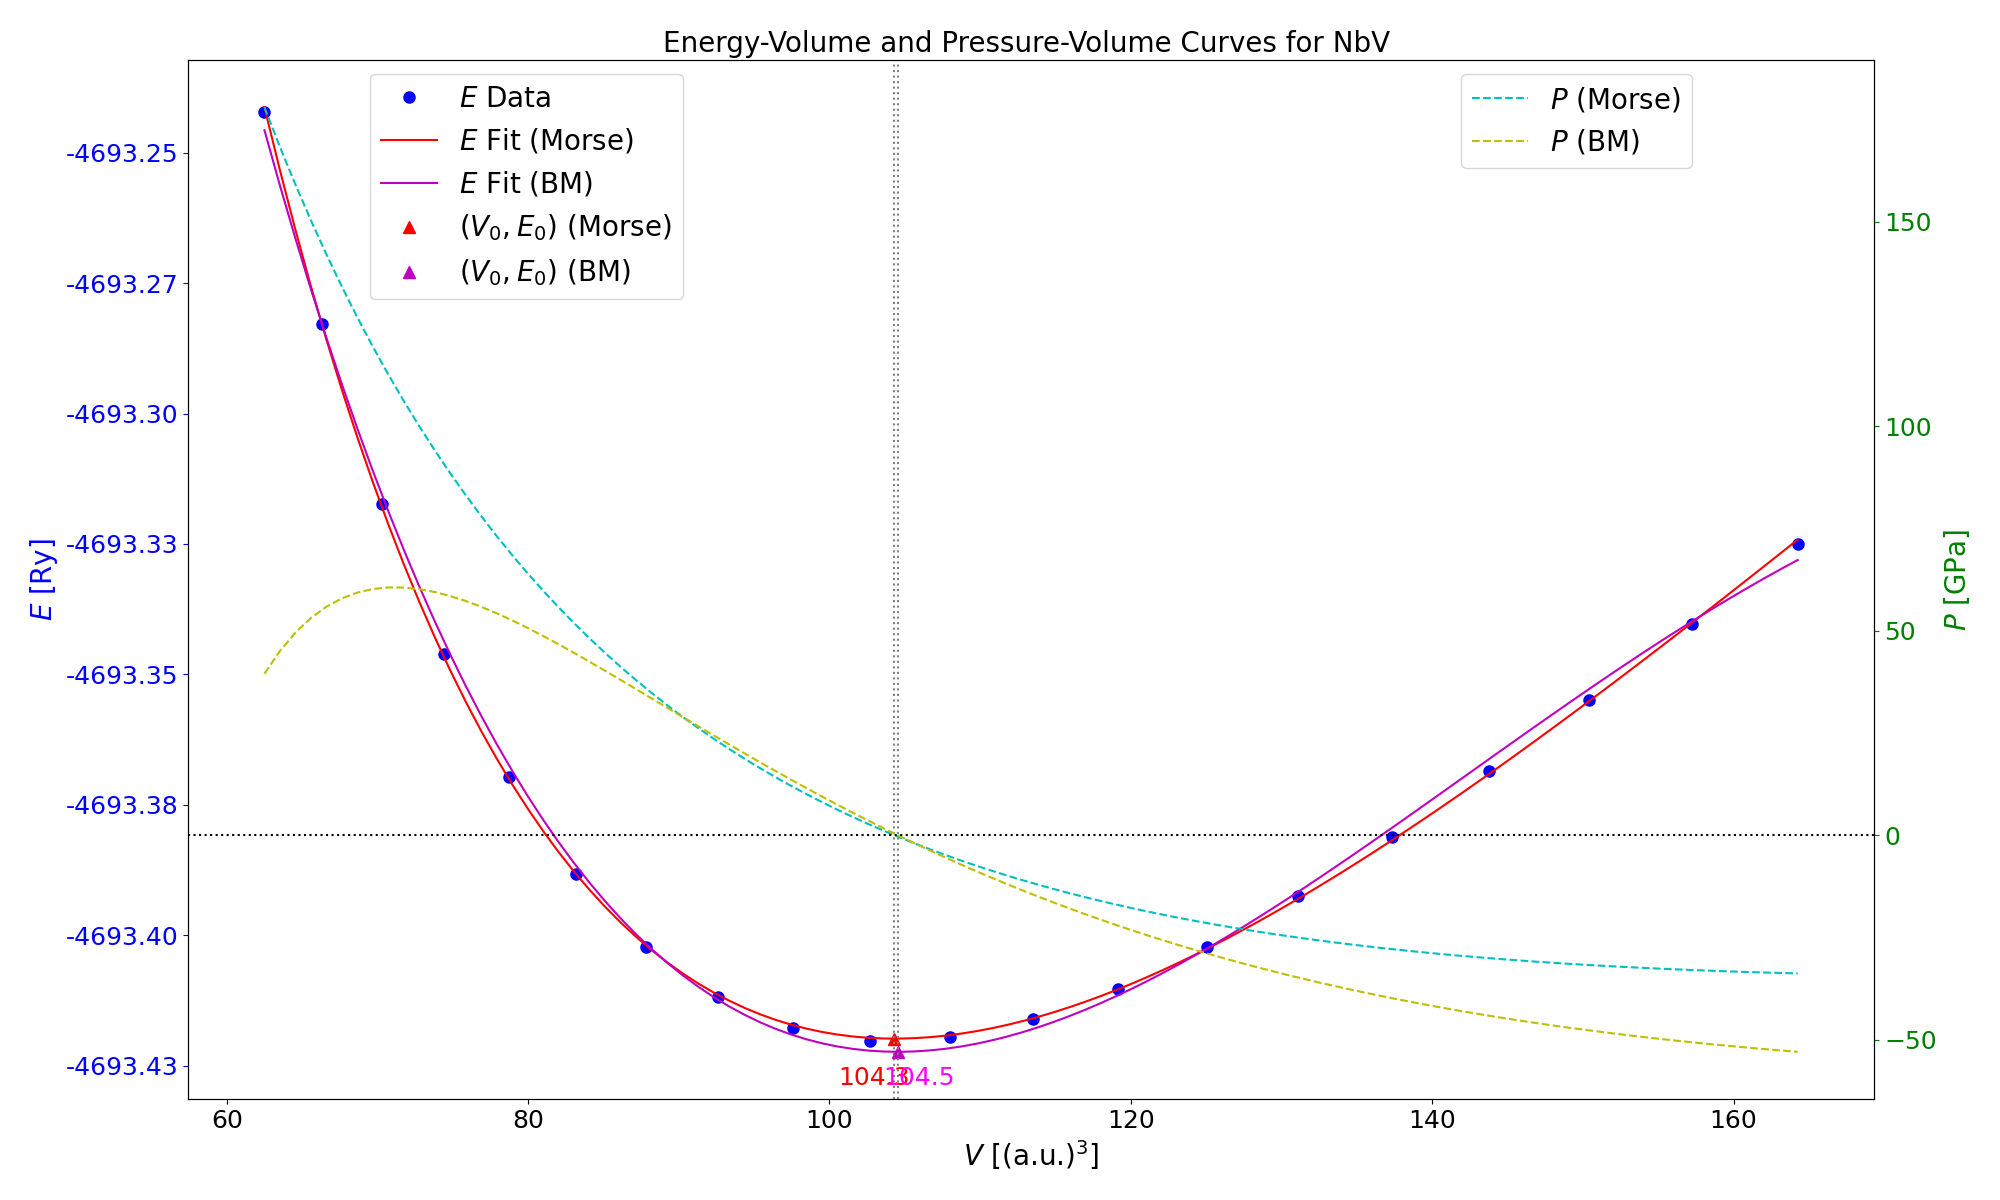 Energy-Volume and Pressure-Volume Curves for NbV
E Data
E Fit (Morse)
E Fit (BM)
(V₀, E₀) (Morse)
(V₀, E₀) (BM)
P (Morse)
P (BM)
-4693.25
-4693.27
-4693.30
-4693.33
-4693.35
-4693.38
-4693.40
-4693.43
E [Ry]
150
100
50
0
−50
P [GPa]
104.3
104.5
60
80
100
120
140
160
V [(a.u.)³]